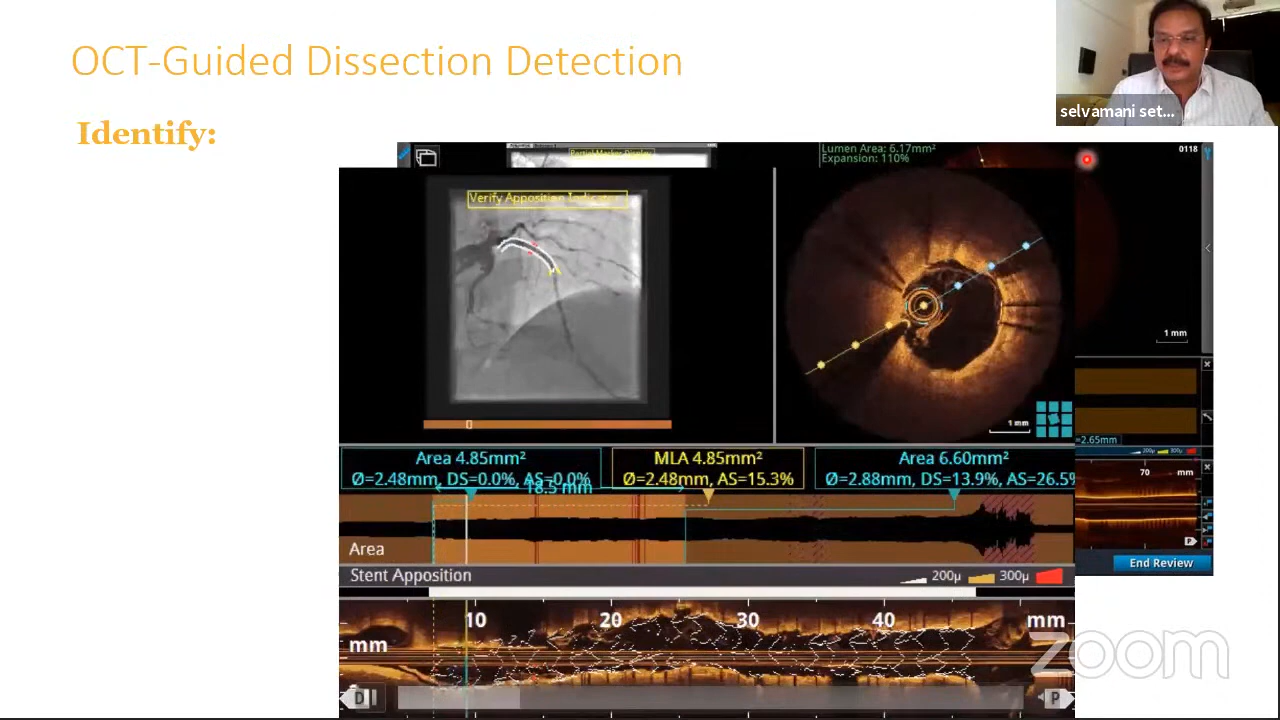 OCT-Guided Dissection Detection
selvamani set...
Identify:
Lumen Area: 6.17mm²
Expansion: 110%
0118
Verify Apposition Indicator
1 mm
1 mm
=2.65mm
Area 4.85mm²
Ø=2.48mm, DS=0.0%, AS=0.0%
MLA 4.85mm²
Ø=2.48mm, AS=15.3%
Area 6.60mm²
Ø=2.88mm, DS=13.9%, AS=26.5%
18.5 mm
70 mm
Area
P
End Review
Stent Apposition
200µ 300µ
mm 10 20 30 40 mm
zoom
D P